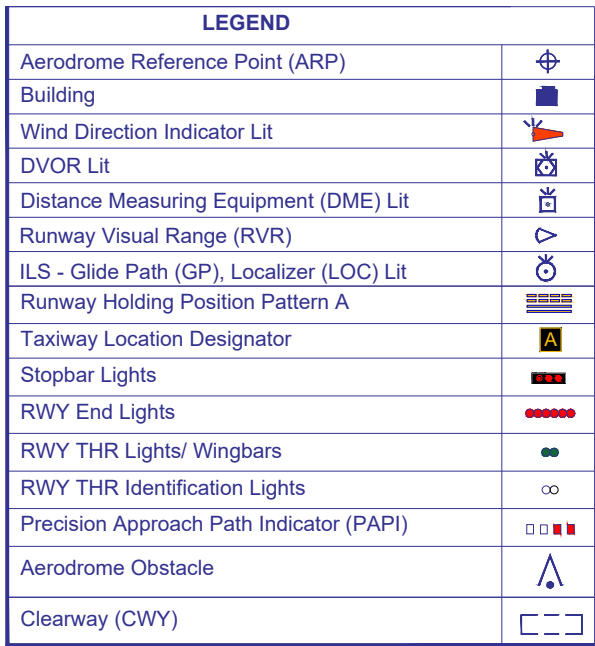 LEGEND
Aerodrome Reference Point (ARP)
Building
Wind Direction Indicator Lit
DVOR Lit
Distance Measuring Equipment (DME) Lit
Runway Visual Range (RVR)
ILS - Glide Path (GP), Localizer (LOC) Lit
Runway Holding Position Pattern A
Taxiway Location Designator A
Stopbar Lights
RWY End Lights
RWY THR Lights/ Wingbars
RWY THR Identification Lights
Precision Approach Path Indicator (PAPI)
Aerodrome Obstacle
Clearway (CWY)